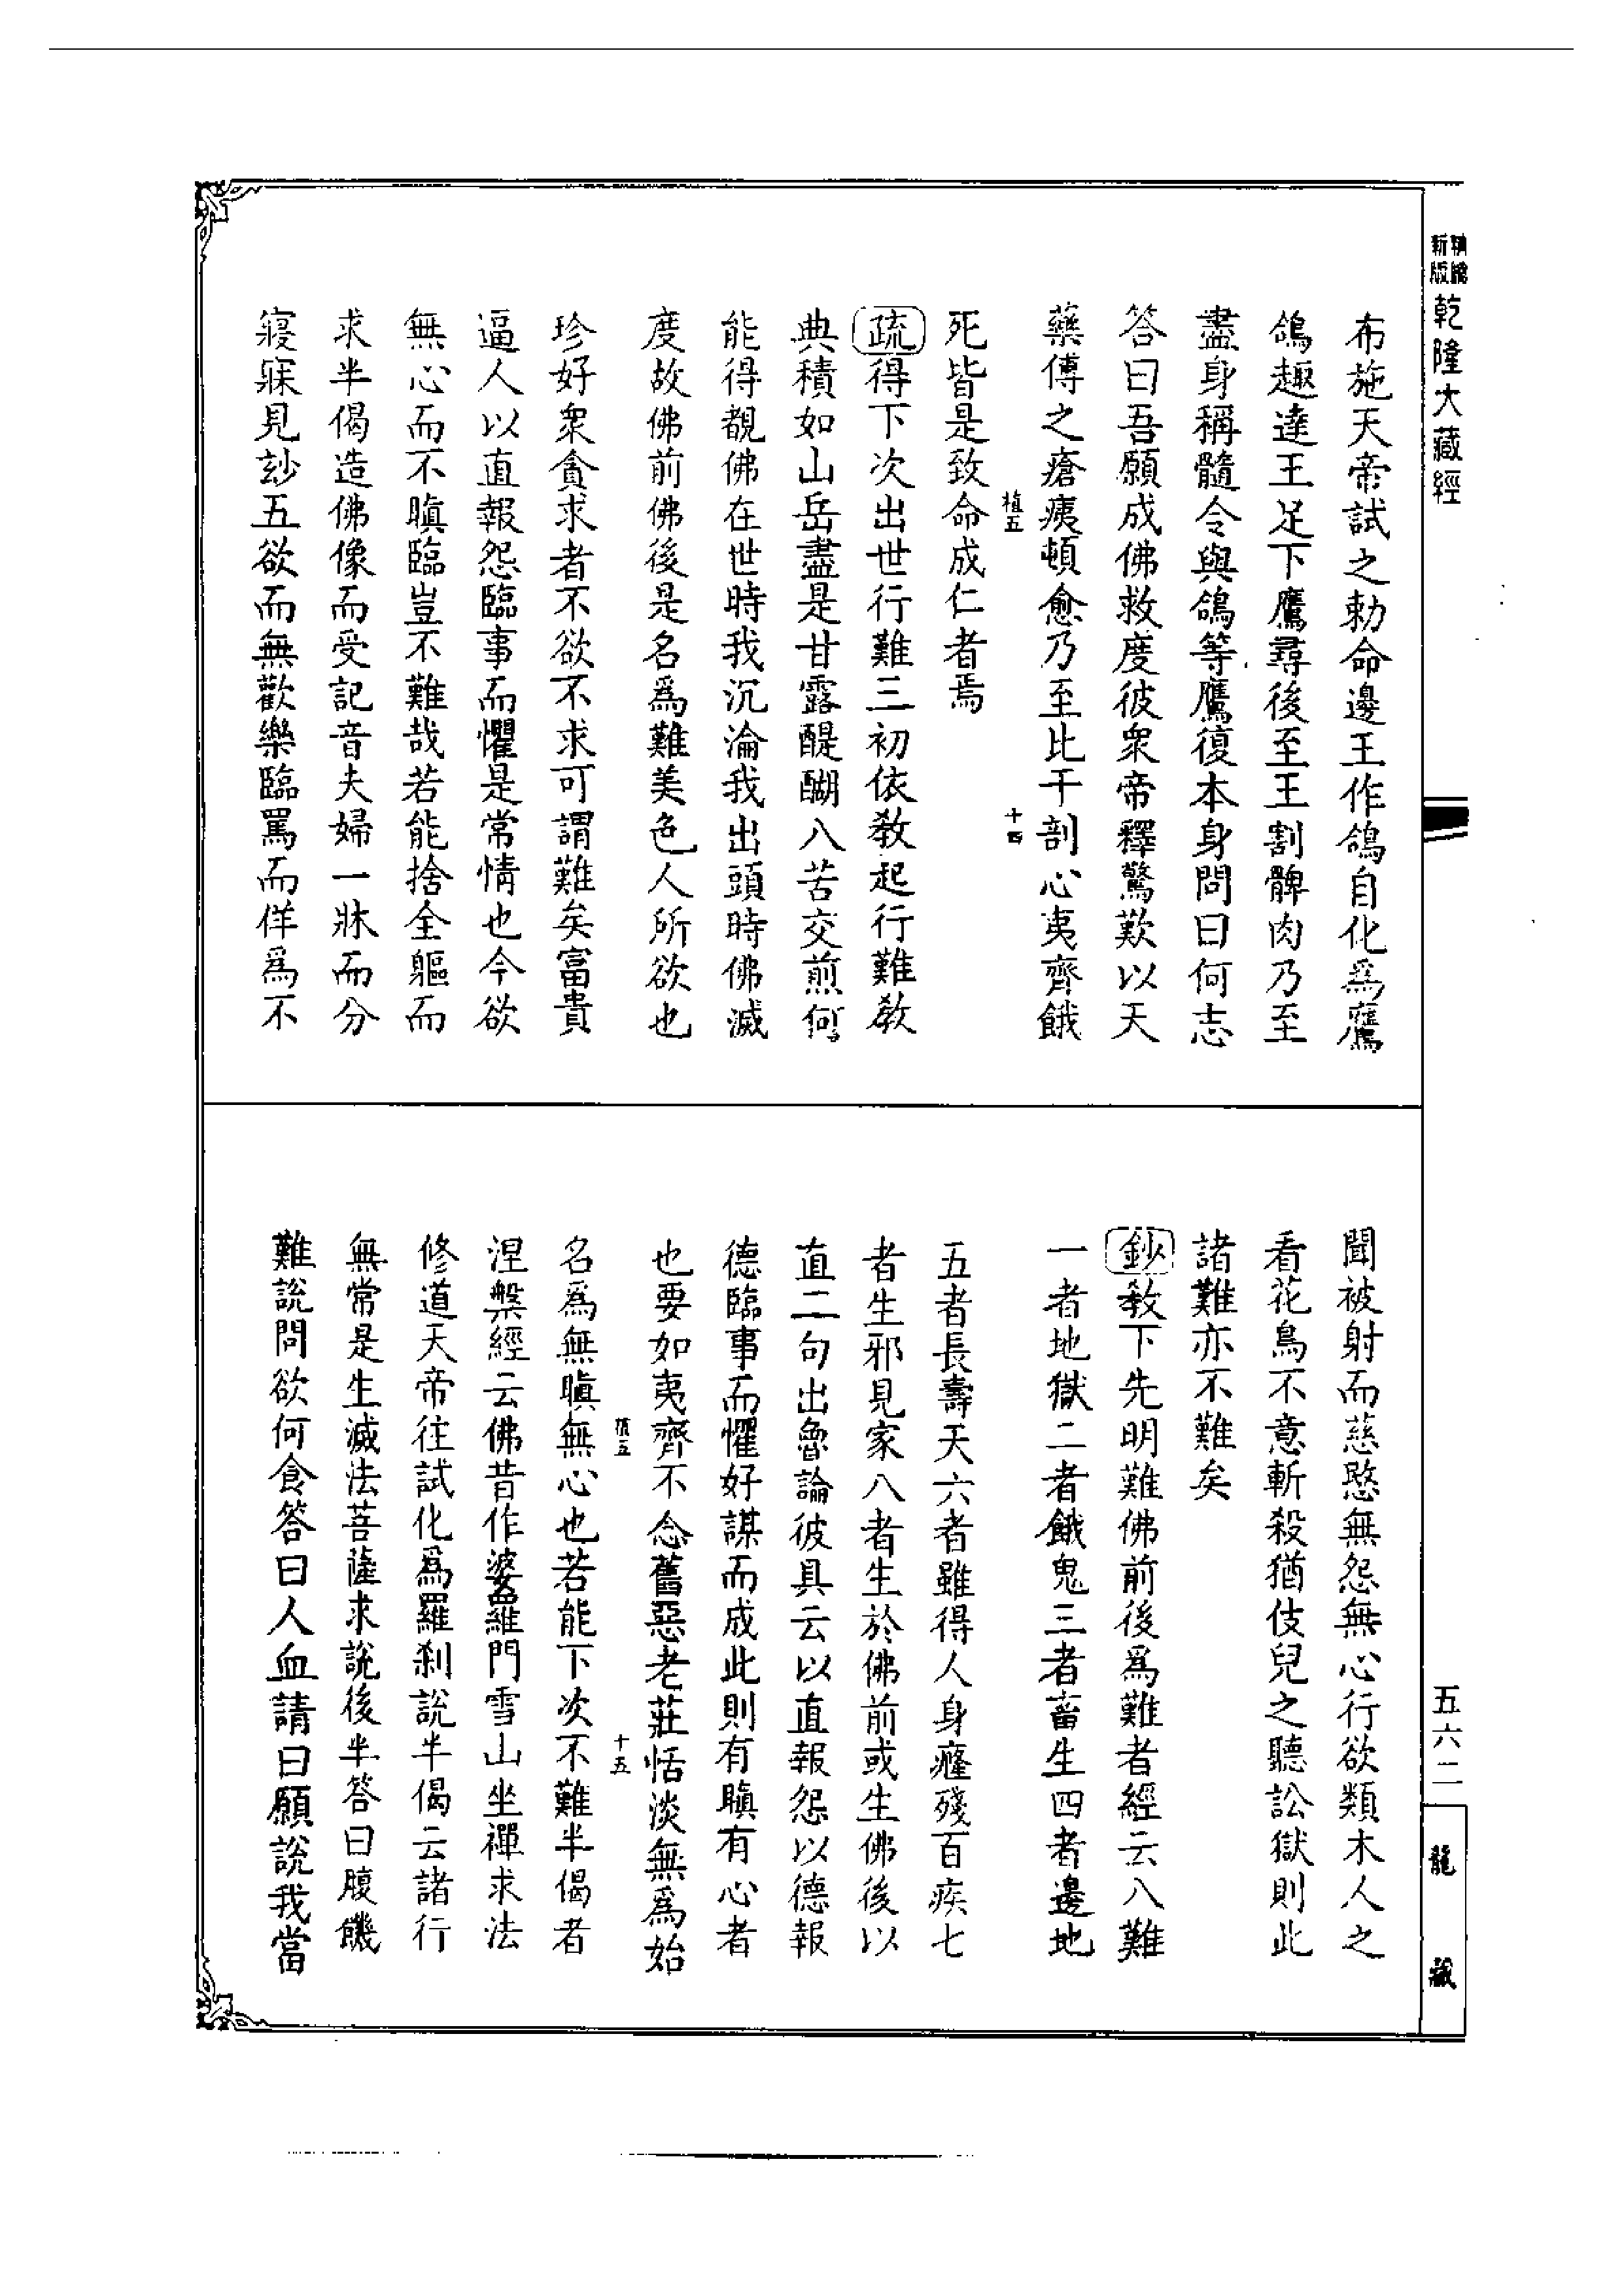 精縮
新版
乾隆大藏經
布施天帝試之勅命邊王作鴿自化爲鷹
鴿趣達王足下鷹尋後至王割髀肉乃至
盡身稱髓令與鴿等鷹復本身問曰何志
答曰吾願成佛救度彼衆帝釋驚歎以天
藥傅之瘡痍頓愈乃至比干剖心夷齊餓
植五
十四
死皆是致命成仁者焉
疏得下次出世行難三初依教起行難教
典積如山岳盡是甘露醍醐八苦交煎何
能得覩佛在世時我沉淪我出頭時佛滅
度故佛前佛後是名爲難美色人所欲也
珍好衆貪求者不欲不求可謂難矣富貴
逼人以直報怨臨事而懼是常情也今欲
無心而不瞋臨豈不難哉若能捨全軀而
求半偈造佛像而受記音夫婦一牀而分
寢寐見玅五欲而無歡樂臨罵而佯爲不
聞被射而慈愍無怨無心行欲類木人之
看花鳥不意斬殺猶伎兒之聽訟獄則此
諸難亦不難矣
鈔教下先明難佛前後爲難者經云八難
一者地獄二者餓鬼三者畜生四者邊地
五者長壽天六者雖得人身癃殘百疾七
者生邪見家八者生於佛前或生佛後以
直二句出魯論彼具云以直報怨以德報
德臨事而懼好謀而成此則有瞋有心者
也要如夷齊不念舊惡老莊恬淡無爲始
植五
十五
名爲無瞋無心也若能下次不難半偈者
涅槃經云佛昔作婆羅門雪山坐禪求法
修道天帝往試化爲羅剎說半偈云諸行
無常是生滅法菩薩求說後半答曰腹饑
難說問欲何食答曰人血請曰願說我當
五六二
龍藏